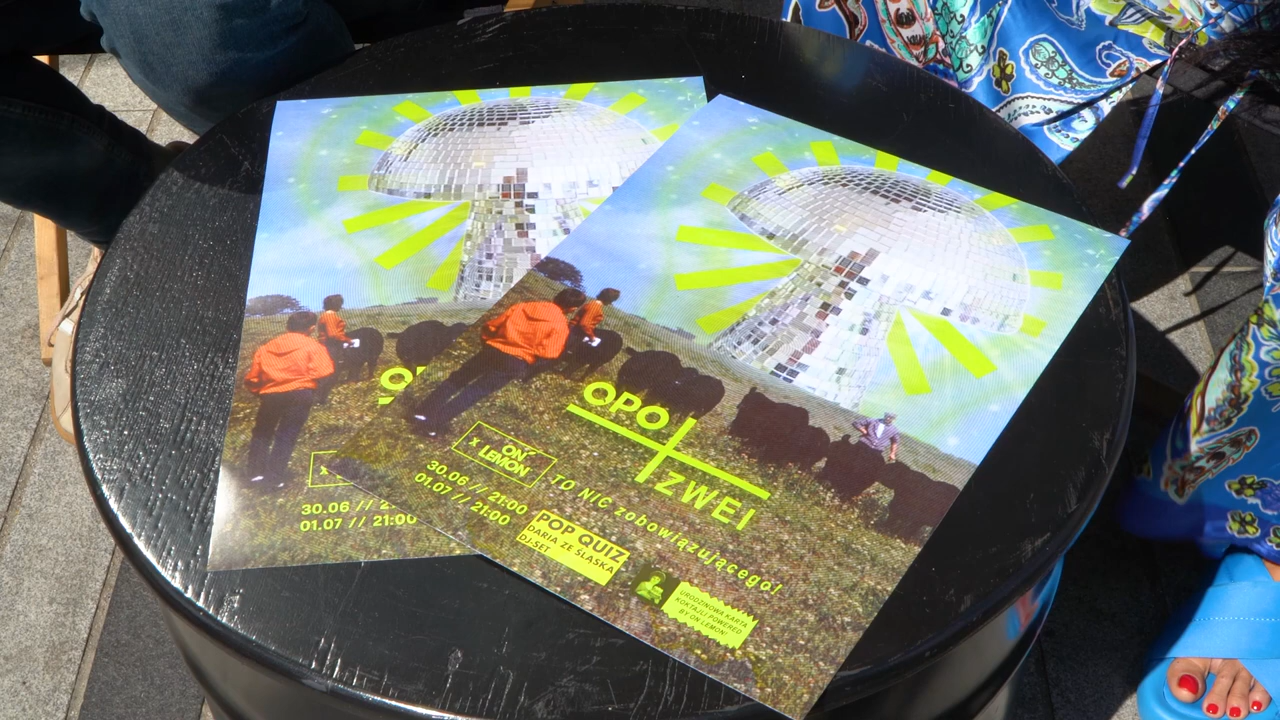 OPO
ZWEI
X ON LEMON
TO NIC zobowiązującego!
30.06 // 21:00
01.07 // 21:00
POP QUIZ
DARIA ZE ŚLĄSKA
DJ-SET
URODZINOWA KARTA
KOKTAJLI POWERED
BY ON LEMON!
30.06 // 2
01.07 // 21:00